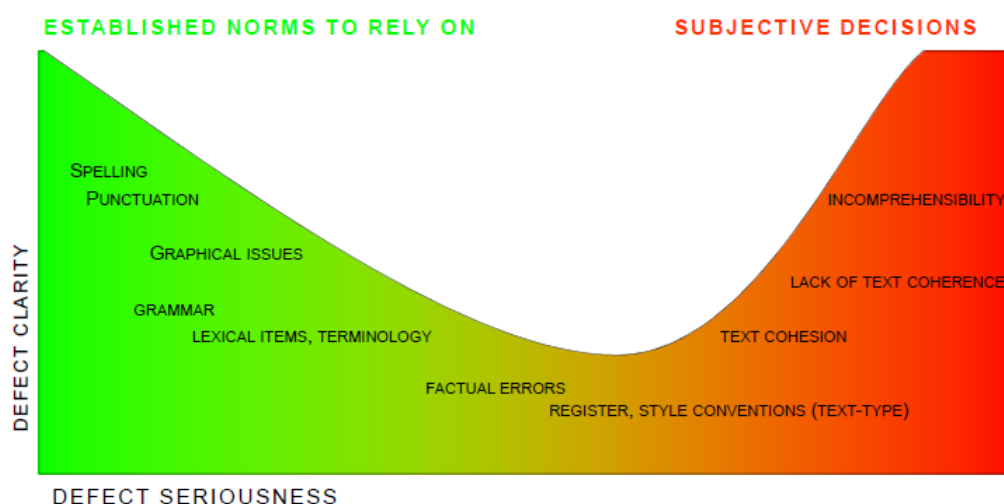 ESTABLISHED NORMS TO RELY ON
SUBJECTIVE DECISIONS
SPELLING
PUNCTUATION
INCOMPREHENSIBILITY
GRAPHICAL ISSUES
LACK OF TEXT COHERENCE
GRAMMAR
LEXICAL ITEMS, TERMINOLOGY
TEXT COHESION
FACTUAL ERRORS
REGISTER, STYLE CONVENTIONS (TEXT-TYPE)
DEFECT CLARITY
DEFECT SERIOUSNESS